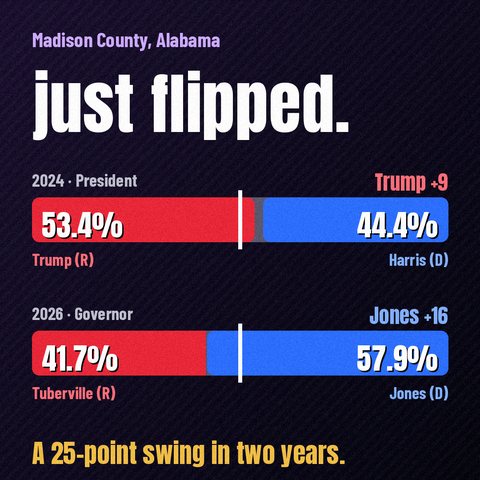 Madison County, Alabama
just flipped.
2024 · President
Trump +9
53.4%
44.4%
Trump (R)
Harris (D)
2026 · Governor
Jones +16
41.7%
57.9%
Tuberville (R)
Jones (D)
A 25-point swing in two years.